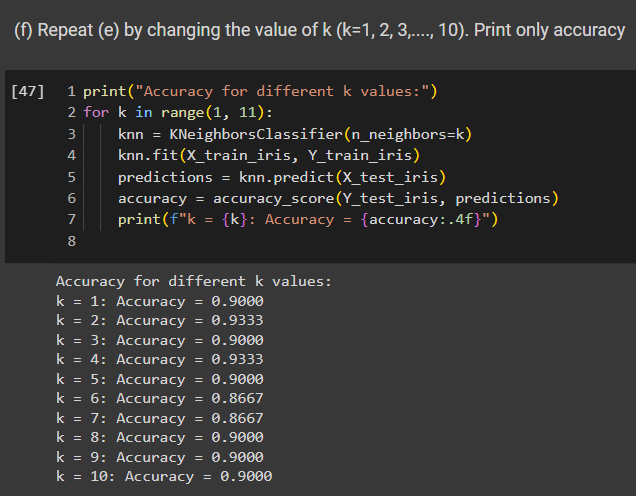 (f) Repeat (e) by changing the value of k (k=1, 2, 3,...., 10). Print only accuracy
[47] 1 print("Accuracy for different k values:")
2 for k in range(1, 11):
3     knn = KNeighborsClassifier(n_neighbors=k)
4     knn.fit(X_train_iris, Y_train_iris)
5     predictions = knn.predict(X_test_iris)
6     accuracy = accuracy_score(Y_test_iris, predictions)
7     print(f"k = {k}: Accuracy = {accuracy:.4f}")
8
Accuracy for different k values:
k = 1: Accuracy = 0.9000
k = 2: Accuracy = 0.9333
k = 3: Accuracy = 0.9000
k = 4: Accuracy = 0.9333
k = 5: Accuracy = 0.9000
k = 6: Accuracy = 0.8667
k = 7: Accuracy = 0.8667
k = 8: Accuracy = 0.9000
k = 9: Accuracy = 0.9000
k = 10: Accuracy = 0.9000